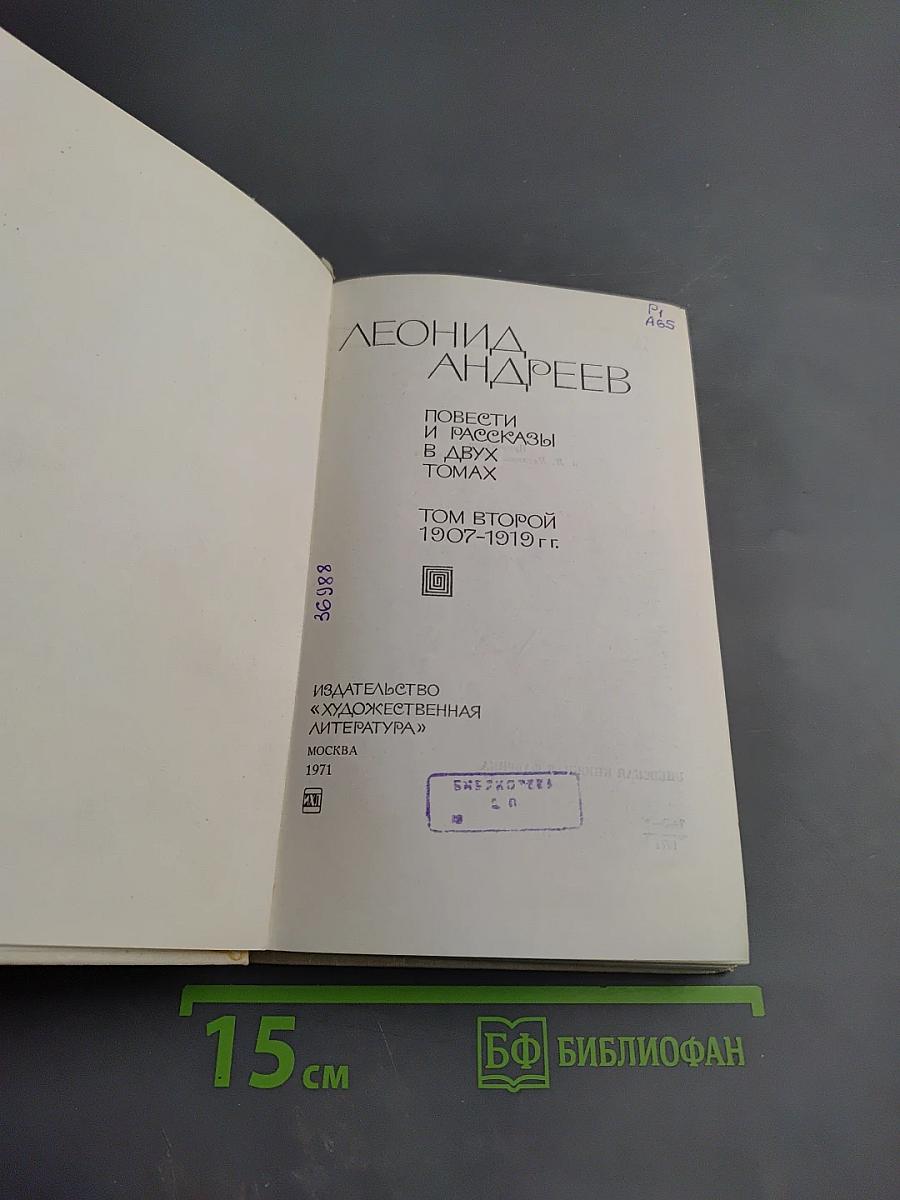 Р1
А65
ЛЕОНИД
АНДРЕЕВ
ПОВЕСТИ
И РАССКАЗЫ
В ДВУХ
ТОМАХ
ТОМ ВТОРОЙ
1907-1919 гг.
36988
ИЗДАТЕЛЬСТВО
«ХУДОЖЕСТВЕННАЯ
ЛИТЕРАТУРА»
МОСКВА
1971
15 см
БФ БИБЛИОФАН